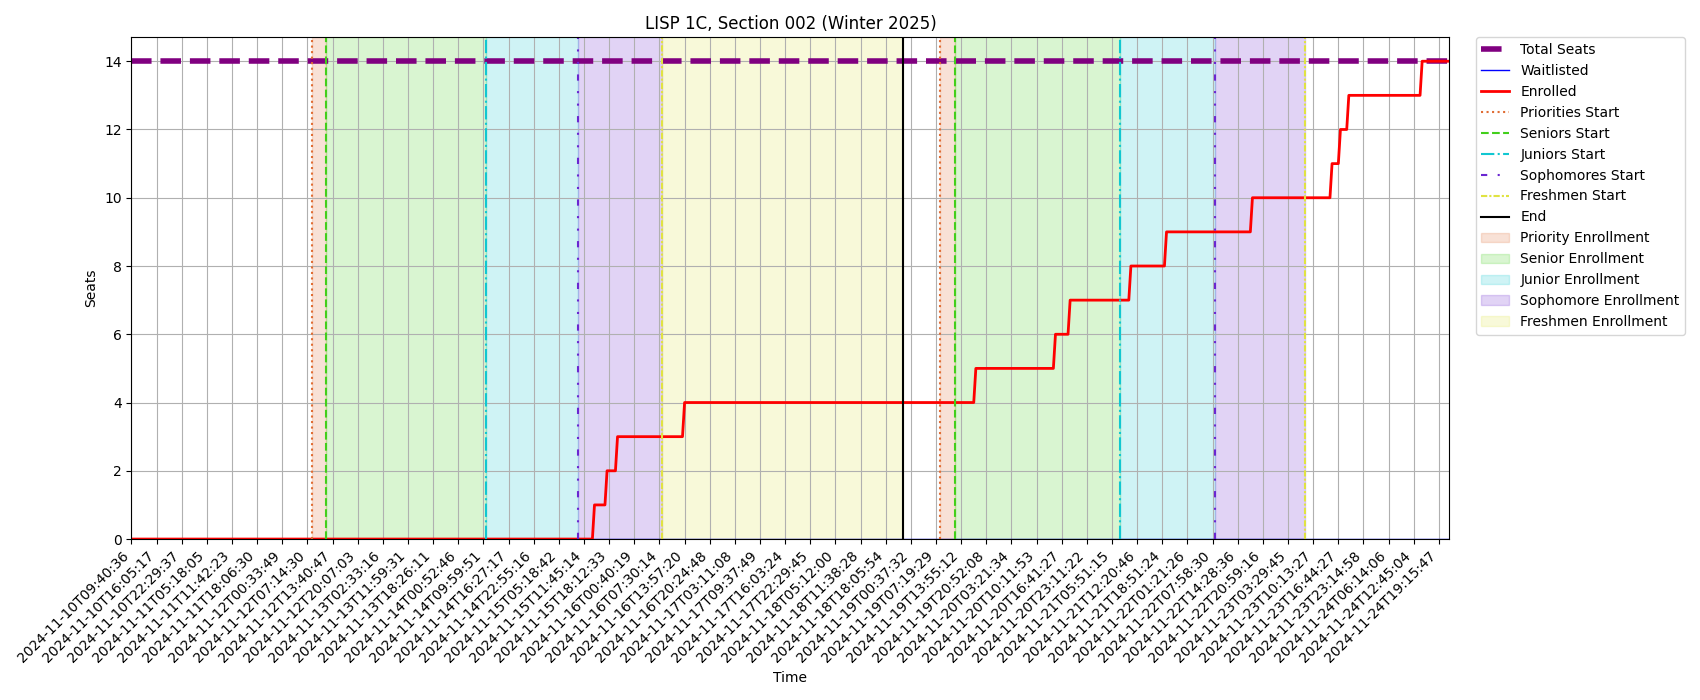 LISP 1C, Section 002 (Winter 2025)
14
12
10
8
6
4
2
0
Seats
2024-11-10T09:40:36
2024-11-10T16:05:17
2024-11-10T22:29:37
2024-11-11T05:18:05
2024-11-11T11:42:23
2024-11-11T18:06:30
2024-11-12T00:33:49
2024-11-12T07:14:30
2024-11-12T13:40:47
2024-11-12T20:07:03
2024-11-13T02:33:16
2024-11-13T11:59:31
2024-11-13T18:26:11
2024-11-14T00:52:46
2024-11-14T09:59:51
2024-11-14T16:27:17
2024-11-14T22:55:16
2024-11-15T05:18:42
2024-11-15T11:45:14
2024-11-15T18:12:33
2024-11-16T00:40:19
2024-11-16T07:30:14
2024-11-16T13:57:20
2024-11-16T20:24:48
2024-11-17T03:11:08
2024-11-17T09:37:49
2024-11-17T16:03:24
2024-11-17T22:29:45
2024-11-18T05:12:00
2024-11-18T11:38:28
2024-11-18T18:05:54
2024-11-19T00:37:32
2024-11-19T07:19:29
2024-11-19T13:55:12
2024-11-19T20:52:08
2024-11-20T03:21:34
2024-11-20T10:11:53
2024-11-20T16:41:27
2024-11-20T23:11:22
2024-11-21T05:51:15
2024-11-21T12:20:46
2024-11-21T18:51:24
2024-11-22T01:21:26
2024-11-22T07:58:30
2024-11-22T14:28:36
2024-11-22T20:59:16
2024-11-23T03:29:45
2024-11-23T10:13:27
2024-11-23T16:44:27
2024-11-23T23:14:58
2024-11-24T06:14:06
2024-11-24T12:45:04
2024-11-24T19:15:47
Time
Total Seats
Waitlisted
Enrolled
Priorities Start
Seniors Start
Juniors Start
Sophomores Start
Freshmen Start
End
Priority Enrollment
Senior Enrollment
Junior Enrollment
Sophomore Enrollment
Freshmen Enrollment